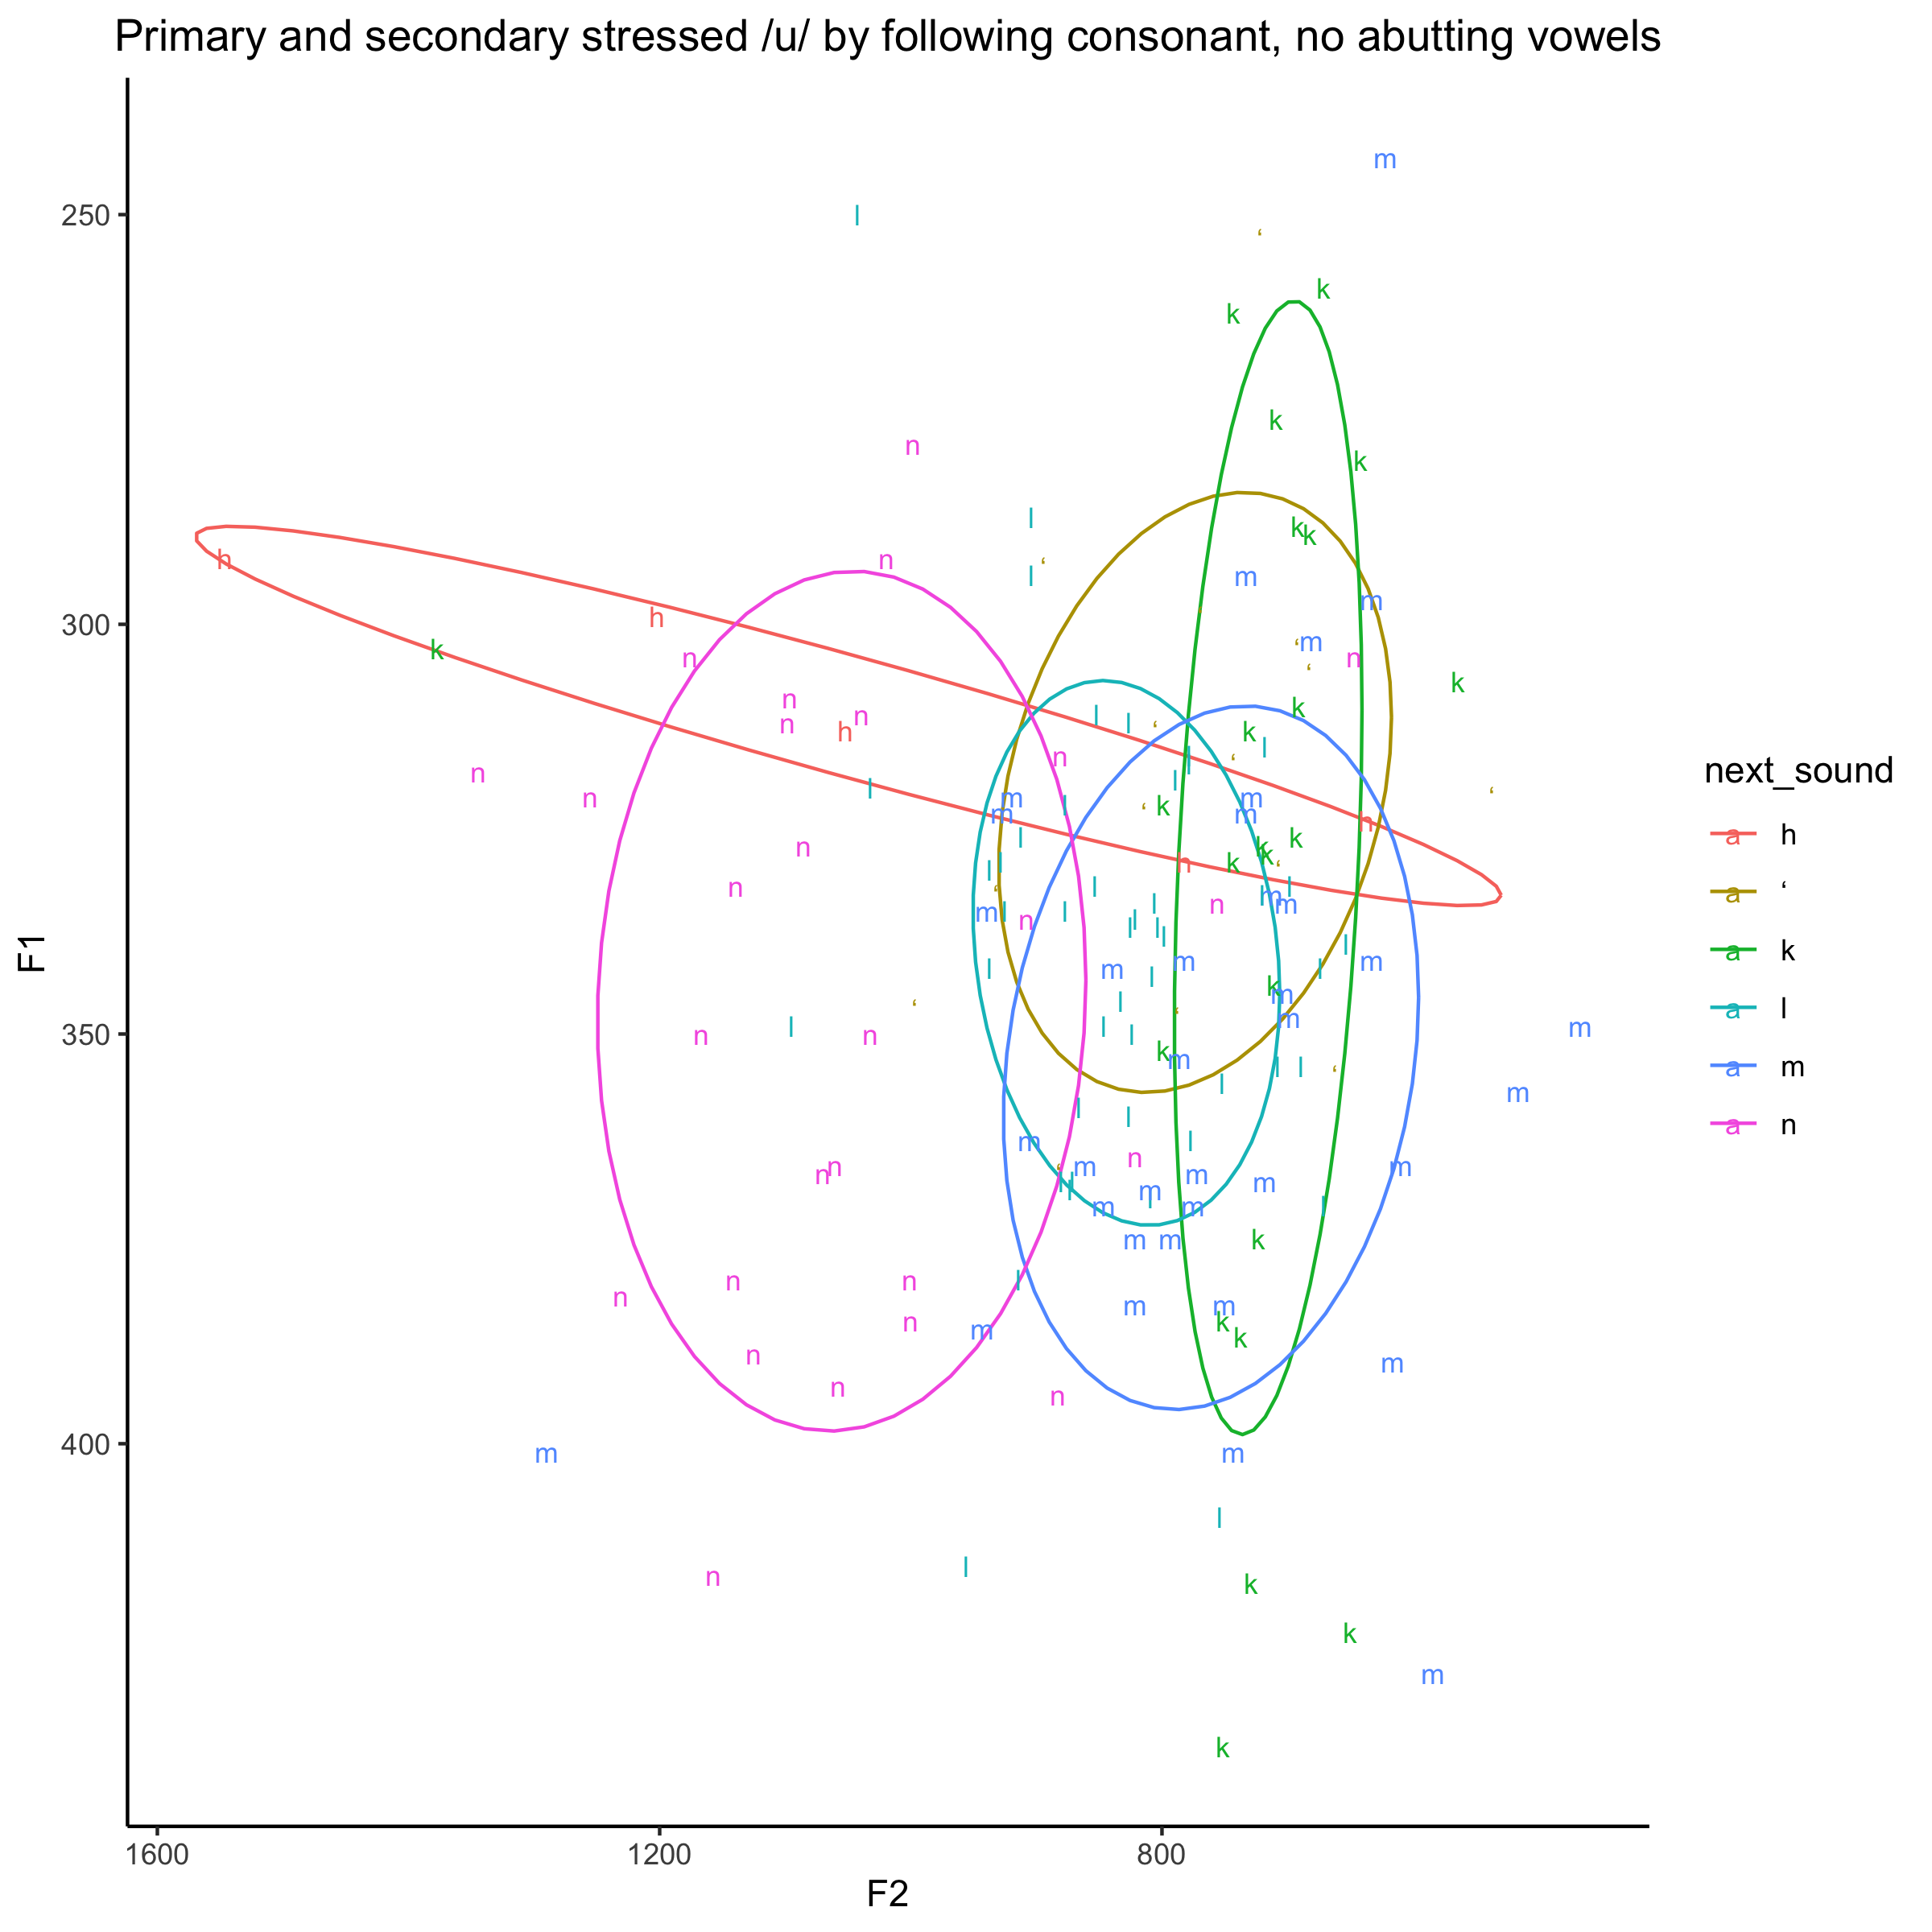 Primary and secondary stressed /u/ by following consonant, no abutting vowels
F1
250
300
350
400
1600
1200
800
F2
next_sound
a h
a ‘
a k
a l
a m
a n